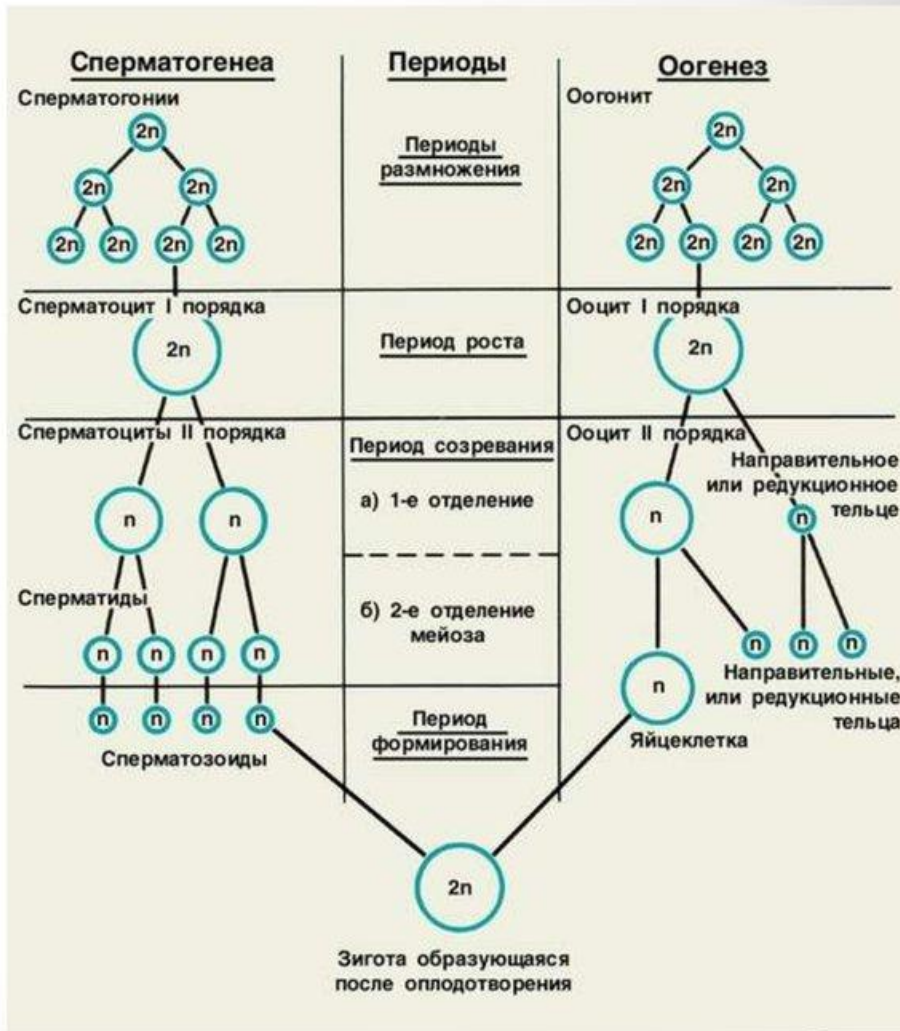 Сперматогенеа
Периоды
Оогенез
Сперматогонии
Оогонит
2n
2n
2n
2n
2n
2n
2n
Периоды
размножения
2n
2n
2n
2n
2n
2n
2n
Сперматоцит I порядка
2n
Период роста
Ооцит I порядка
2n
Сперматоциты II порядка
n
n
Период созревания
а) 1-е отделение
Ооцит II порядка
Направительное
или редукционное
тельце
n
n
Сперматиды
n
n
n
n
б) 2-е отделение
мейоза
n
n
n
Направительные,
или редукционные
тельца
n
n
n
n
Сперматозоиды
Период
формирования
n
Яйцеклетка
2n
Зигота образующаяся
после оплодотворения